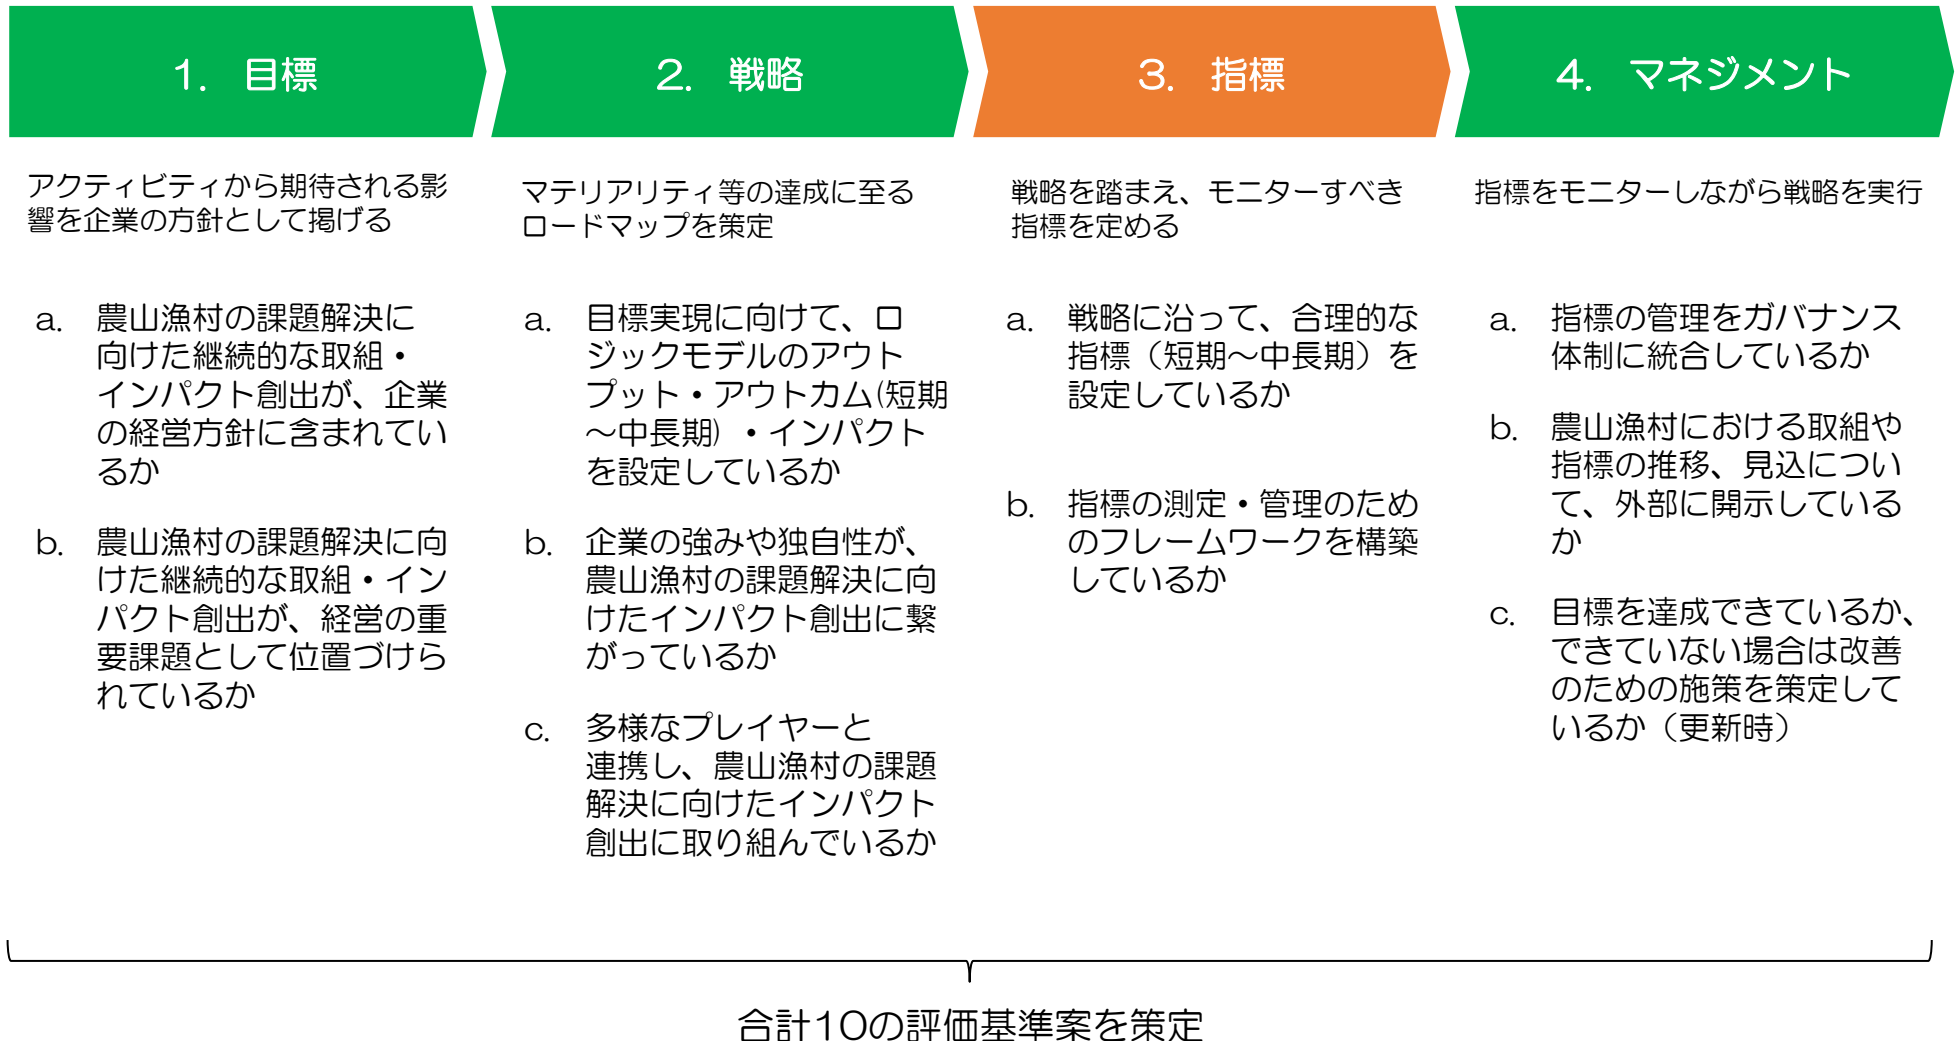 1. 目標
アクティビティから期待される影
響を企業の方針として掲げる
a. 農山漁村の課題解決に
向けた継続的な取組・
インパクト創出が、企業
の経営方針に含まれてい
るか
b. 農山漁村の課題解決に向
けた継続的な取組・イン
パクト創出が、経営の重
要課題として位置づけら
れているか
2. 戦略
マテリアリティ等の達成に至る
ロードマップを策定
a. 目標実現に向けて、ロ
ジックモデルのアウト
プット・アウトカム(短期
～中長期)・インパクト
を設定しているか
b. 企業の強みや独自性が、
農山漁村の課題解決に向
けたインパクト創出に繋
がっているか
c. 多様なプレイヤーと
連携し、農山漁村の課題
解決に向けたインパクト
創出に取り組んでいるか
3. 指標
戦略を踏まえ、モニターすべき
指標を定める
a. 戦略に沿って、合理的な
指標（短期～中長期）を
設定しているか
b. 指標の測定・管理のため
のフレームワークを構築
しているか
4. マネジメント
指標をモニターしながら戦略を実行
a. 指標の管理をガバナンス
体制に統合しているか
b. 農山漁村における取組や
指標の推移、見込につい
て、外部に開示している
か
c. 目標を達成できているか、
できていない場合は改善
のための施策を策定して
いるか（更新時）
合計10の評価基準案を策定